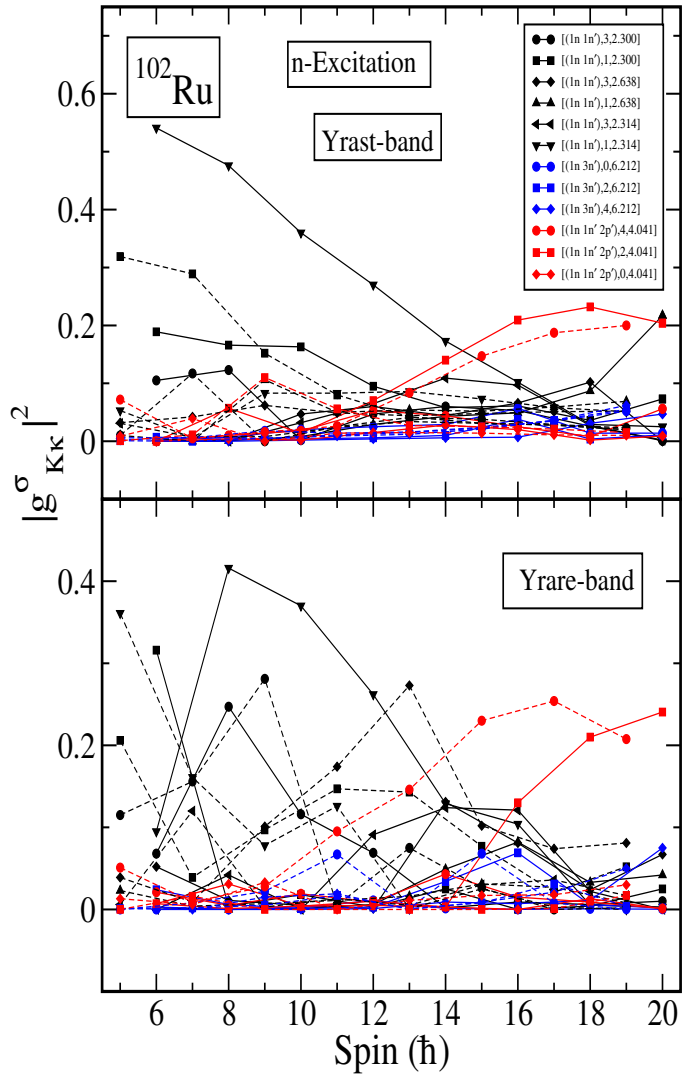 ¹⁰²Ru
n-Excitation
Yrast-band
[(1n 1n′),3,2.300]
[(1n 1n′),1,2.300]
[(1n 1n′),3,2.638]
[(1n 1n′),1,2.638]
[(1n 1n′),3,2.314]
[(1n 1n′),1,2.314]
[(1n 3n′),0,6.212]
[(1n 3n′),2,6.212]
[(1n 3n′),4,6.212]
[(1n 1n′ 2p′),4,4.041]
[(1n 1n′ 2p′),2,4.041]
[(1n 1n′ 2p′),0,4.041]
0.6
0.4
0.2
0
|g^σ_Kκ|²
Yrare-band
0.4
0.2
0
6 8 10 12 14 16 18 20
Spin (ħ)